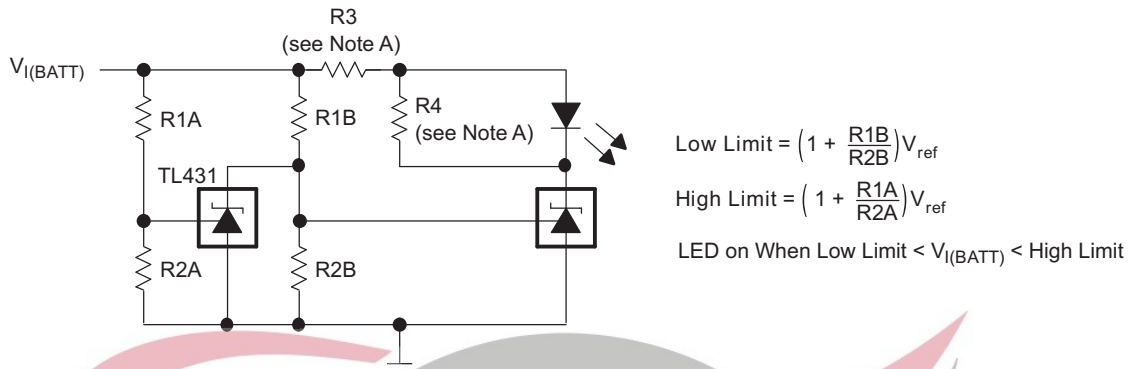 R3
(see Note A)
V_I(BATT)
R1A
R1B
R4
(see Note A)
TL431
R2A
R2B
Low Limit = (1 + R1B/R2B) V_ref
High Limit = (1 + R1A/R2A) V_ref
LED on When Low Limit < V_I(BATT) < High Limit